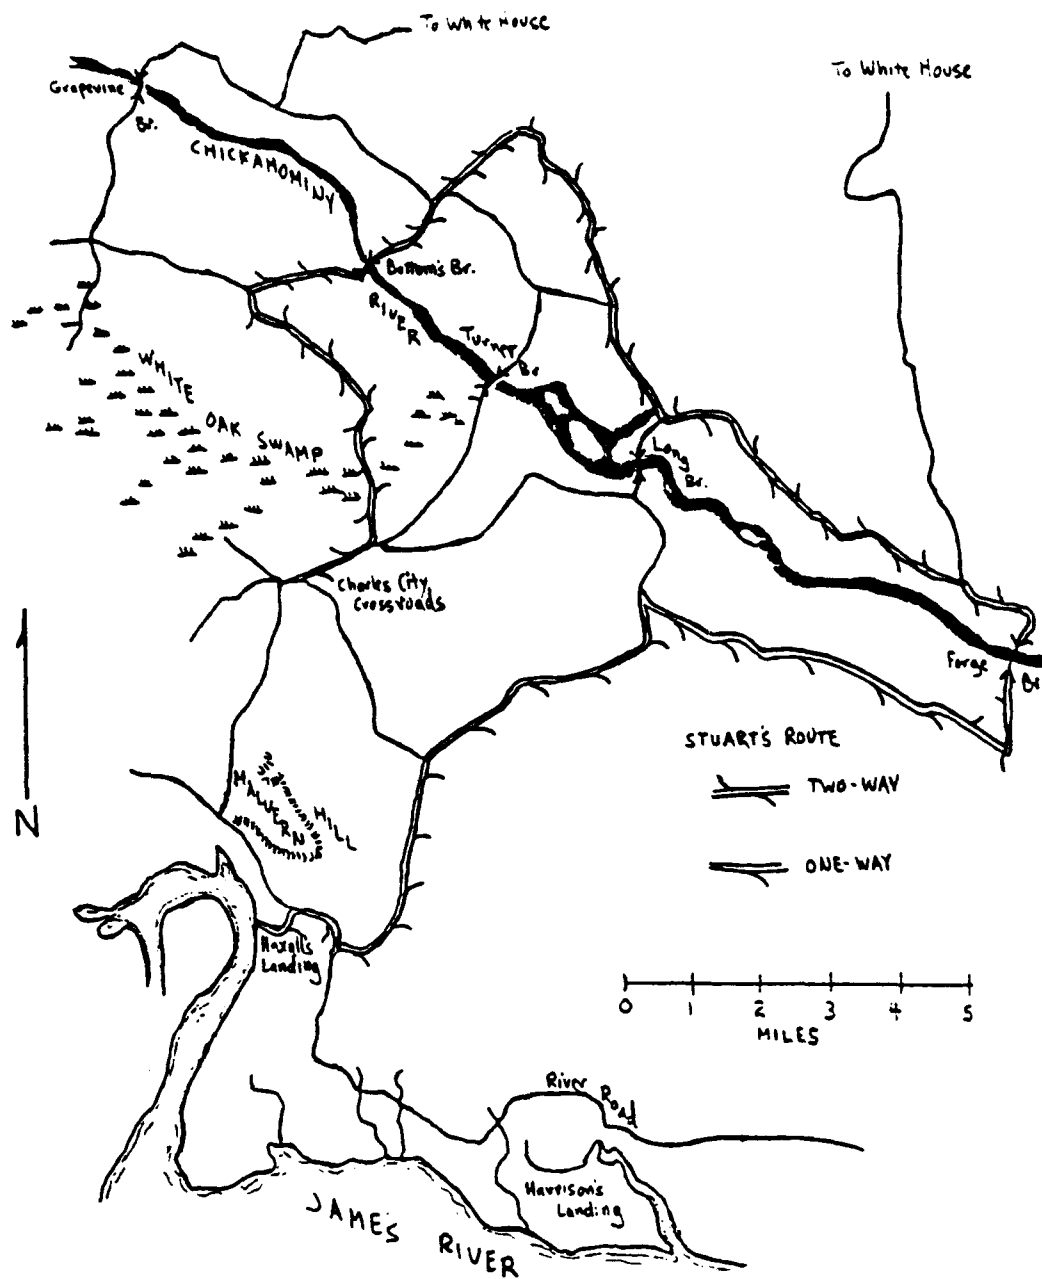 To White House
To White House
Grapevine
Br.
CHICKAHOMINY
RIVER
Bottom's Br.
Turner
Br
WHITE
OAK SWAMP
Long
Br.
Charles City
Crossroads
Forge
Br
STUART'S ROUTE
TWO-WAY
ONE-WAY
N
MALVERN
HILL
Haxall's
Landing
0 1 2 3 4 5
MILES
River Road
Harrison's
Landing
JAMES RIVER